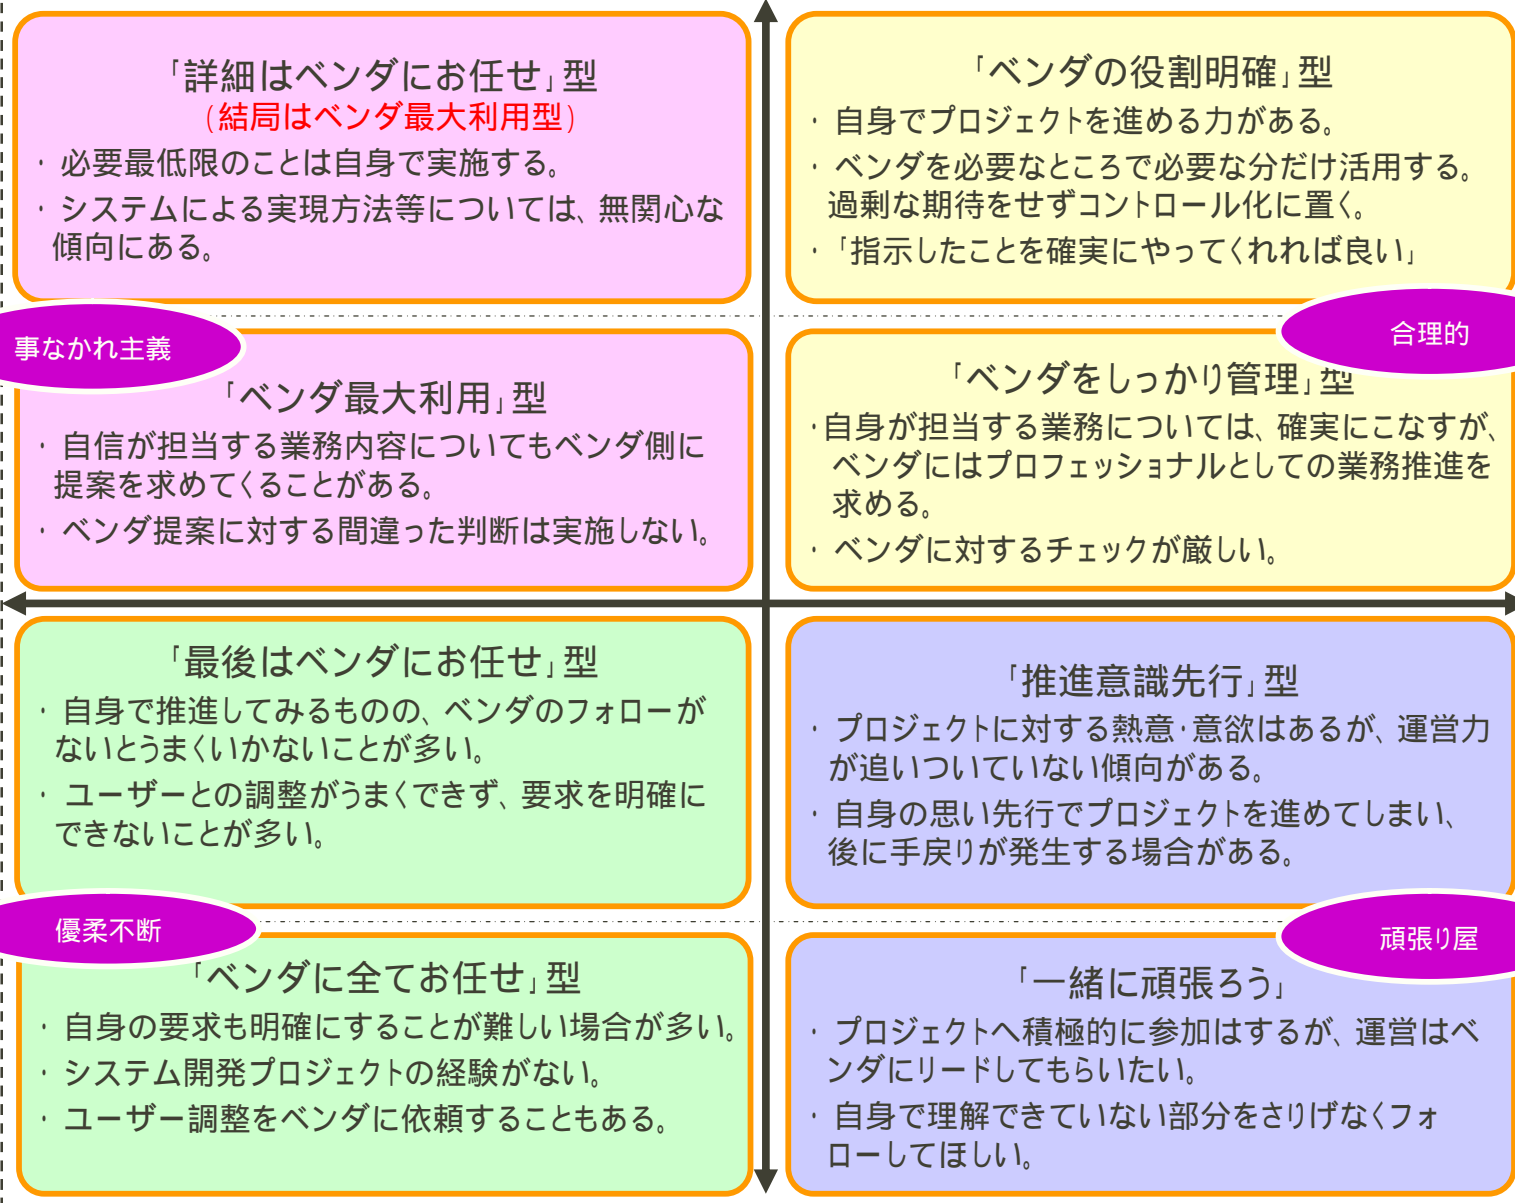 「詳細はベンダにお任せ」型
(結局はベンダ最大利用型)
・ 必要最低限のことは自身で実施する。
・ システムによる実現方法等については、無関心な
傾向にある。
「ベンダの役割明確」型
・ 自身でプロジェクトを進める力がある。
・ ベンダを必要なところで必要な分だけ活用する。
過剰な期待をせずコントロール化に置く。
・ 「指示したことを確実にやってくれれば良い」
事なかれ主義
合理的
「ベンダ最大利用」型
・ 自信が担当する業務内容についてもベンダ側に
提案を求めてくることがある。
・ ベンダ提案に対する間違った判断は実施しない。
「ベンダをしっかり管理」型
・自身が担当する業務については、確実にこなすが、
ベンダにはプロフェッショナルとしての業務推進を
求める。
・ ベンダに対するチェックが厳しい。
「最後はベンダにお任せ」型
・ 自身で推進してみるものの、ベンダのフォローが
ないとうまくいかないことが多い。
・ ユーザーとの調整がうまくできず、要求を明確に
できないことが多い。
「推進意識先行」型
・ プロジェクトに対する熱意・意欲はあるが、運営力
が追いついていない傾向がある。
・ 自身の思い先行でプロジェクトを進めてしまい、
後に手戻りが発生する場合がある。
優柔不断
頑張り屋
「ベンダに全てお任せ」型
・ 自身の要求も明確にすることが難しい場合が多い。
・ システム開発プロジェクトの経験がない。
・ ユーザー調整をベンダに依頼することもある。
「一緒に頑張ろう」
・ プロジェクトへ積極的に参加はするが、運営はベ
ンダにリードしてもらいたい。
・ 自身で理解できていない部分をさりげなくフォ
ローしてほしい。